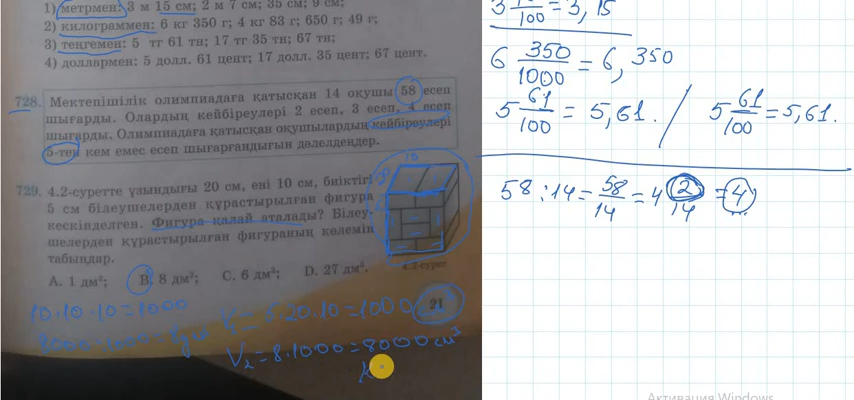 1) метрмен: 3 м 15 см; 2 м 7 см; 35 см; 9 см;
2) килограммен: 6 кг 350 г; 4 кг 83 г; 650 г; 49 г;
3) теңгемен: 5 тг 61 тн; 17 тг 35 тн; 67 тн;
4) доллармен: 5 долл. 61 цент; 17 долл. 35 цент; 67 цент.
728. Мектепішілік олимпиадаға қатысқан 14 оқушы 58 есеп
шығарды. Олардың кейбіреулері 2 есеп, 3 есеп, 4 есеп
шығарды. Олимпиадаға қатысқан оқушылардың кейбіреулері
5-тен кем емес есеп шығарғандығын дәлелдеңдер.
729. 4.2-суретте ұзындығы 20 см, ені 10 см, биіктігі
5 см білеушелерден құрастырылған фигура
кескінделген. Фигура қалай аталады? Білеу-
шелерден құрастырылған фигураның көлемін
табыңдар.
А. 1 дм³; В. 8 дм³; С. 6 дм³; D. 27 дм³.
4.2-сурет
21
10·10·10=1000
5·20·10=1000
V₂=8·1000=8000 см³
= 3, 15
6 350/1000 = 6, 350
5 61/100 = 5,61. / 5 61/100 = 5,61.
58 : 14 = 58/14 = 4 2/14 = 4
Активация Windows